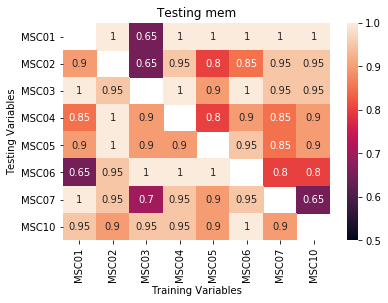 Testing mem
MSC01 1 0.65 1 1 1 1 1
MSC02 0.9 0.65 0.95 0.8 0.85 0.95 0.95
MSC03 1 0.95 1 0.9 1 0.95 0.95
MSC04 0.85 1 0.9 0.8 0.9 0.85 0.9
MSC05 0.9 1 0.9 0.9 0.95 0.85 0.9
MSC06 0.65 0.95 1 1 1 0.8 0.8
MSC07 1 0.95 0.7 0.95 0.9 0.95 0.65
MSC10 0.95 0.9 0.95 0.95 0.9 1 0.9
MSC01 MSC02 MSC03 MSC04 MSC05 MSC06 MSC07 MSC10
Training Variables
Testing Variables
1.0
0.9
0.8
0.7
0.6
0.5